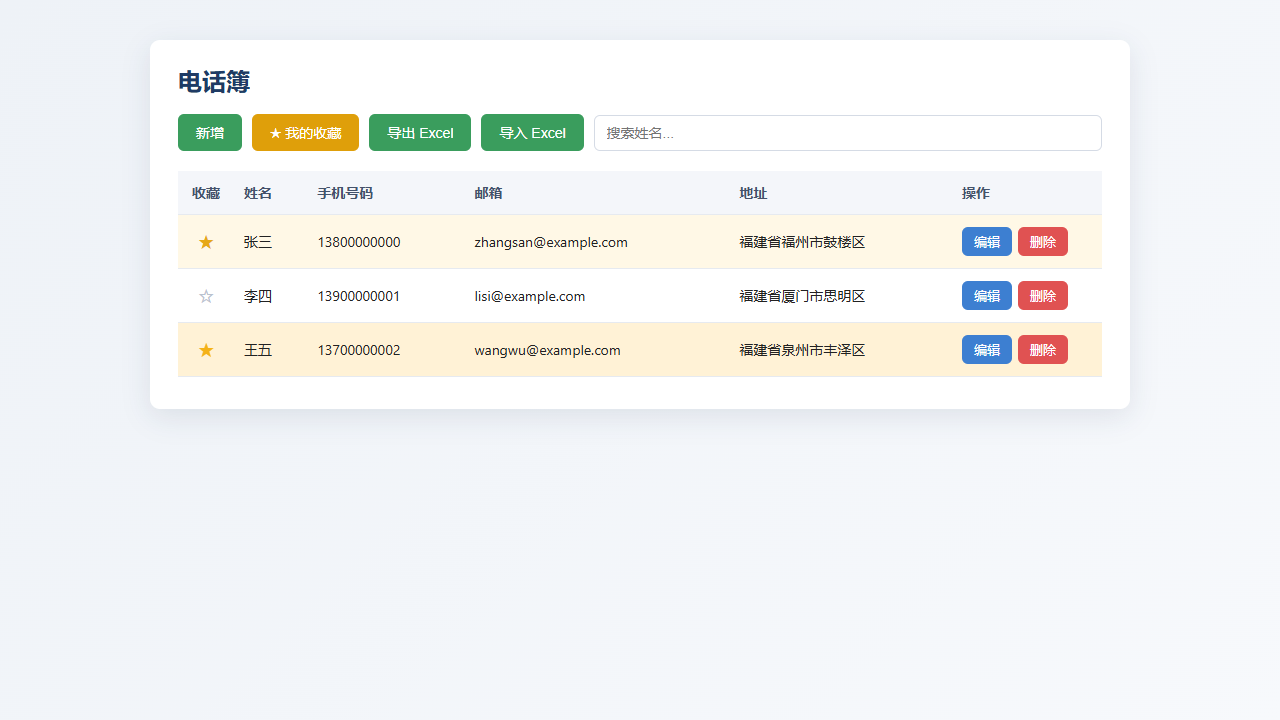 电话簿
新增 ★ 我的收藏 导出 Excel 导入 Excel 搜索姓名...
收藏 姓名 手机号码 邮箱 地址 操作
★ 张三 13800000000 zhangsan@example.com 福建省福州市鼓楼区 编辑 删除
☆ 李四 13900000001 lisi@example.com 福建省厦门市思明区 编辑 删除
★ 王五 13700000002 wangwu@example.com 福建省泉州市丰泽区 编辑 删除